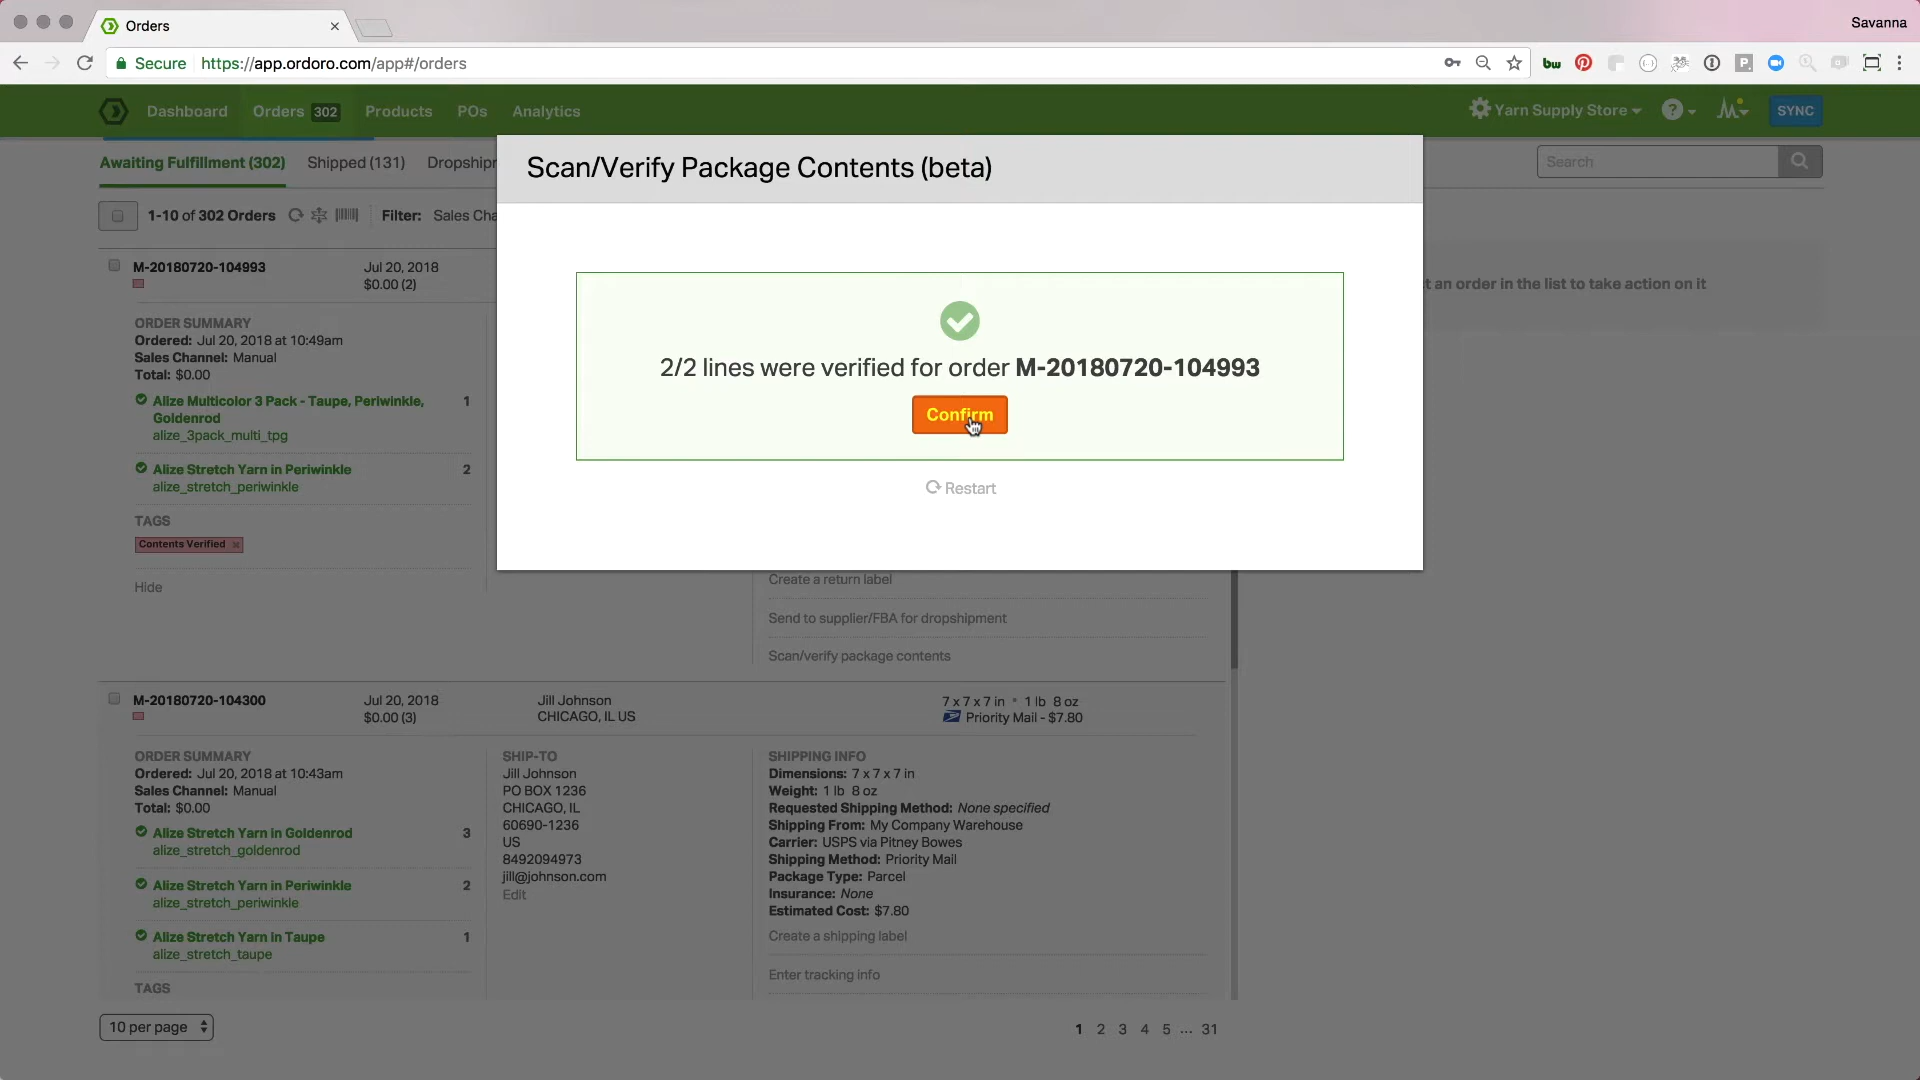 Orders
Savanna
Secure https://app.ordoro.com/app#/orders
Dashboard Orders 302 Products POs Analytics
Yarn Supply Store SYNC
Awaiting Fulfillment (302) Shipped (131) Dropshipm
Search
1-10 of 302 Orders Filter: Sales Cha
Scan/Verify Package Contents (beta)
2/2 lines were verified for order M-20180720-104993
Confirm
Restart
t an order in the list to take action on it
M-20180720-104993 Jul 20, 2018
$0.00 (2)
ORDER SUMMARY
Ordered: Jul 20, 2018 at 10:49am
Sales Channel: Manual
Total: $0.00
Alize Multicolor 3 Pack - Taupe, Periwinkle, 1
Goldenrod
alize_3pack_multi_tpg
Alize Stretch Yarn in Periwinkle 2
alize_stretch_periwinkle
TAGS
Contents Verified x
Hide
Create a return label
Send to supplier/FBA for dropshipment
Scan/verify package contents
M-20180720-104300 Jul 20, 2018 Jill Johnson 7 x 7 x 7 in * 1 lb 8 oz
$0.00 (3) CHICAGO, IL US Priority Mail - $7.80
ORDER SUMMARY
Ordered: Jul 20, 2018 at 10:43am
Sales Channel: Manual
Total: $0.00
Alize Stretch Yarn in Goldenrod 3
alize_stretch_goldenrod
Alize Stretch Yarn in Periwinkle 2
alize_stretch_periwinkle
Alize Stretch Yarn in Taupe 1
alize_stretch_taupe
TAGS
SHIP-TO
Jill Johnson
PO BOX 1236
CHICAGO, IL
60690-1236
US
8492094973
jill@johnson.com
Edit
SHIPPING INFO
Dimensions: 7 x 7 x 7 in
Weight: 1 lb 8 oz
Requested Shipping Method: None specified
Shipping From: My Company Warehouse
Carrier: USPS via Pitney Bowes
Shipping Method: Priority Mail
Package Type: Parcel
Insurance: None
Estimated Cost: $7.80
Create a shipping label
Enter tracking info
10 per page
1 2 3 4 5 ... 31